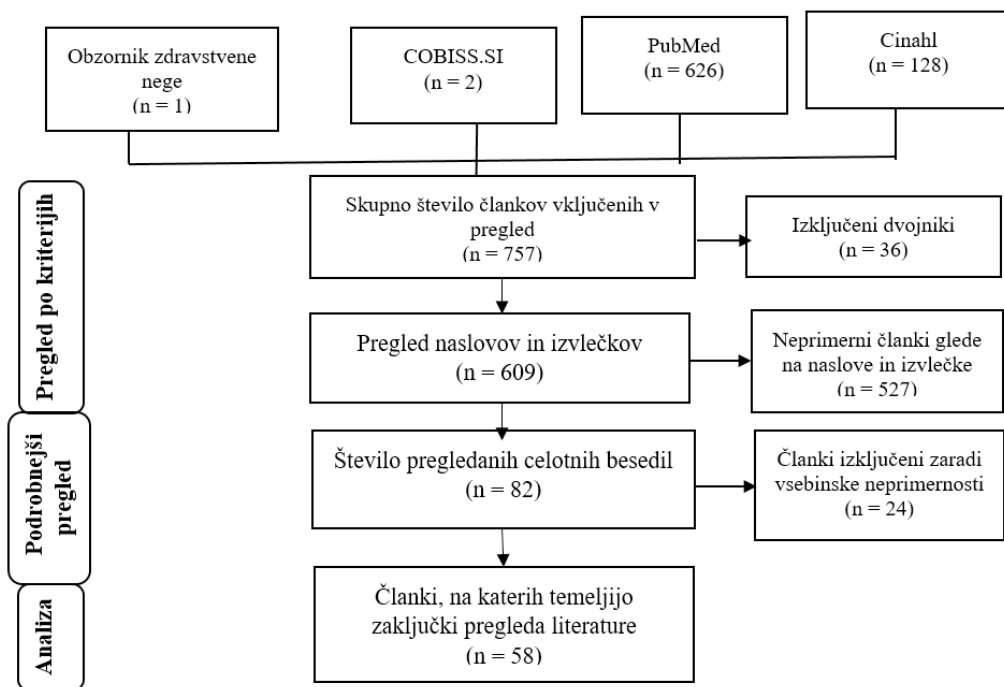 Obzornik zdravstvene
nege
(n = 1)
COBISS.SI
(n = 2)
PubMed
(n = 626)
Cinahl
(n = 128)
Pregled po kriterijih
Skupno število člankov vključenih v
pregled
(n = 757)
Izključeni dvojniki
(n = 36)
Pregled naslovov in izvlečkov
(n = 609)
Neprimerni članki glede
na naslove in izvlečke
(n = 527)
Podrobnejši
pregled
Število pregledanih celotnih besedil
(n = 82)
Članki izključeni zaradi
vsebinske neprimernosti
(n = 24)
Analiza
Članki, na katerih temeljijo
zaključki pregleda literature
(n = 58)